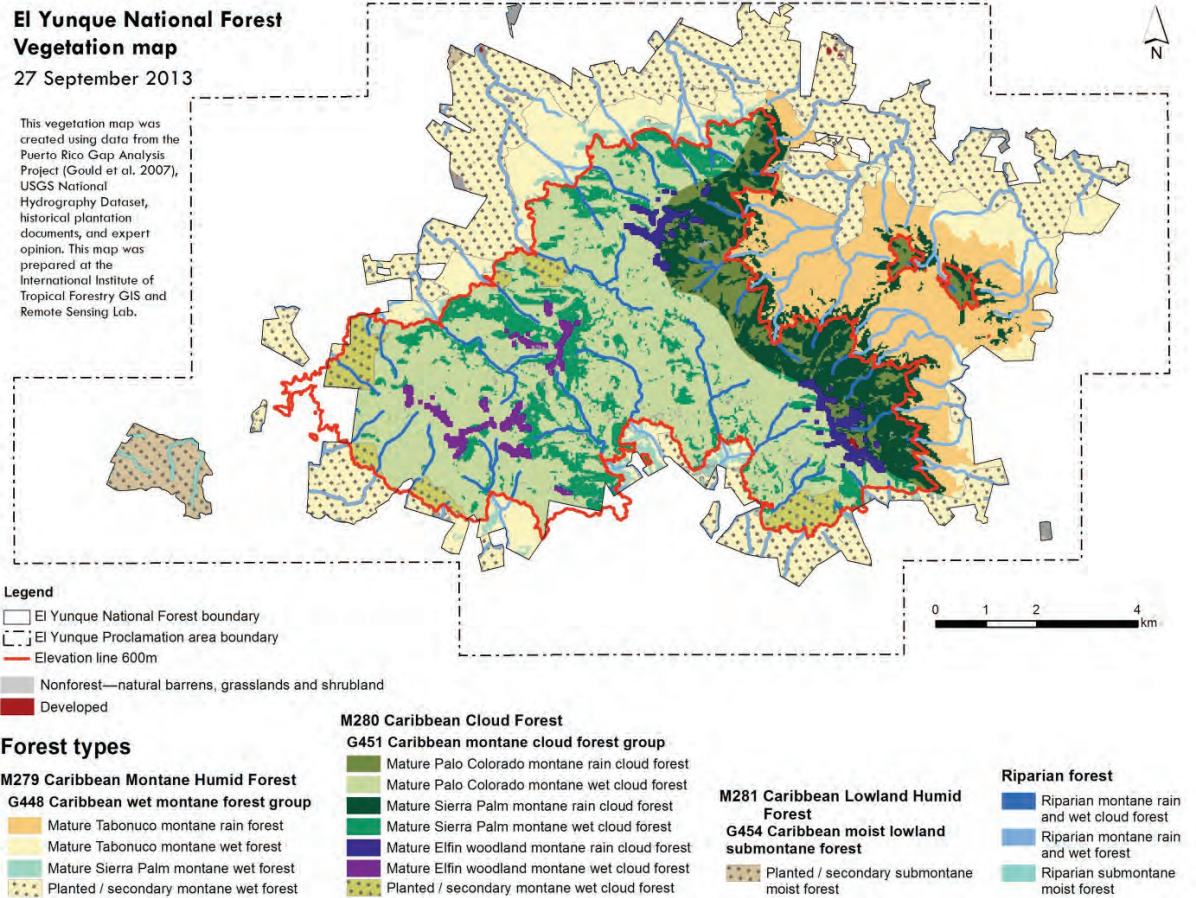 El Yunque National Forest
Vegetation map
27 September 2013
This vegetation map was
created using data from the
Puerto Rico Gap Analysis
Project (Gould et al. 2007),
USGS National
Hydrography Dataset,
historical plantation
documents, and expert
opinion. This map was
prepared at the
International Institute of
Tropical Forestry GIS and
Remote Sensing Lab.
N
0 1 2 4
km
Legend
El Yunque National Forest boundary
El Yunque Proclamation area boundary
Elevation line 600m
Nonforest—natural barrens, grasslands and shrubland
Developed
Forest types
M279 Caribbean Montane Humid Forest
G448 Caribbean wet montane forest group
Mature Tabonuco montane rain forest
Mature Tabonuco montane wet forest
Mature Sierra Palm montane wet forest
Planted / secondary montane wet forest
M280 Caribbean Cloud Forest
G451 Caribbean montane cloud forest group
Mature Palo Colorado montane rain cloud forest
Mature Palo Colorado montane wet cloud forest
Mature Sierra Palm montane rain cloud forest
Mature Sierra Palm montane wet cloud forest
Mature Elfin woodland montane rain cloud forest
Mature Elfin woodland montane wet cloud forest
Planted / secondary montane wet cloud forest
M281 Caribbean Lowland Humid
Forest
G454 Caribbean moist lowland
submontane forest
Planted / secondary submontane
moist forest
Riparian forest
Riparian montane rain
and wet cloud forest
Riparian montane rain
and wet forest
Riparian submontane
moist forest